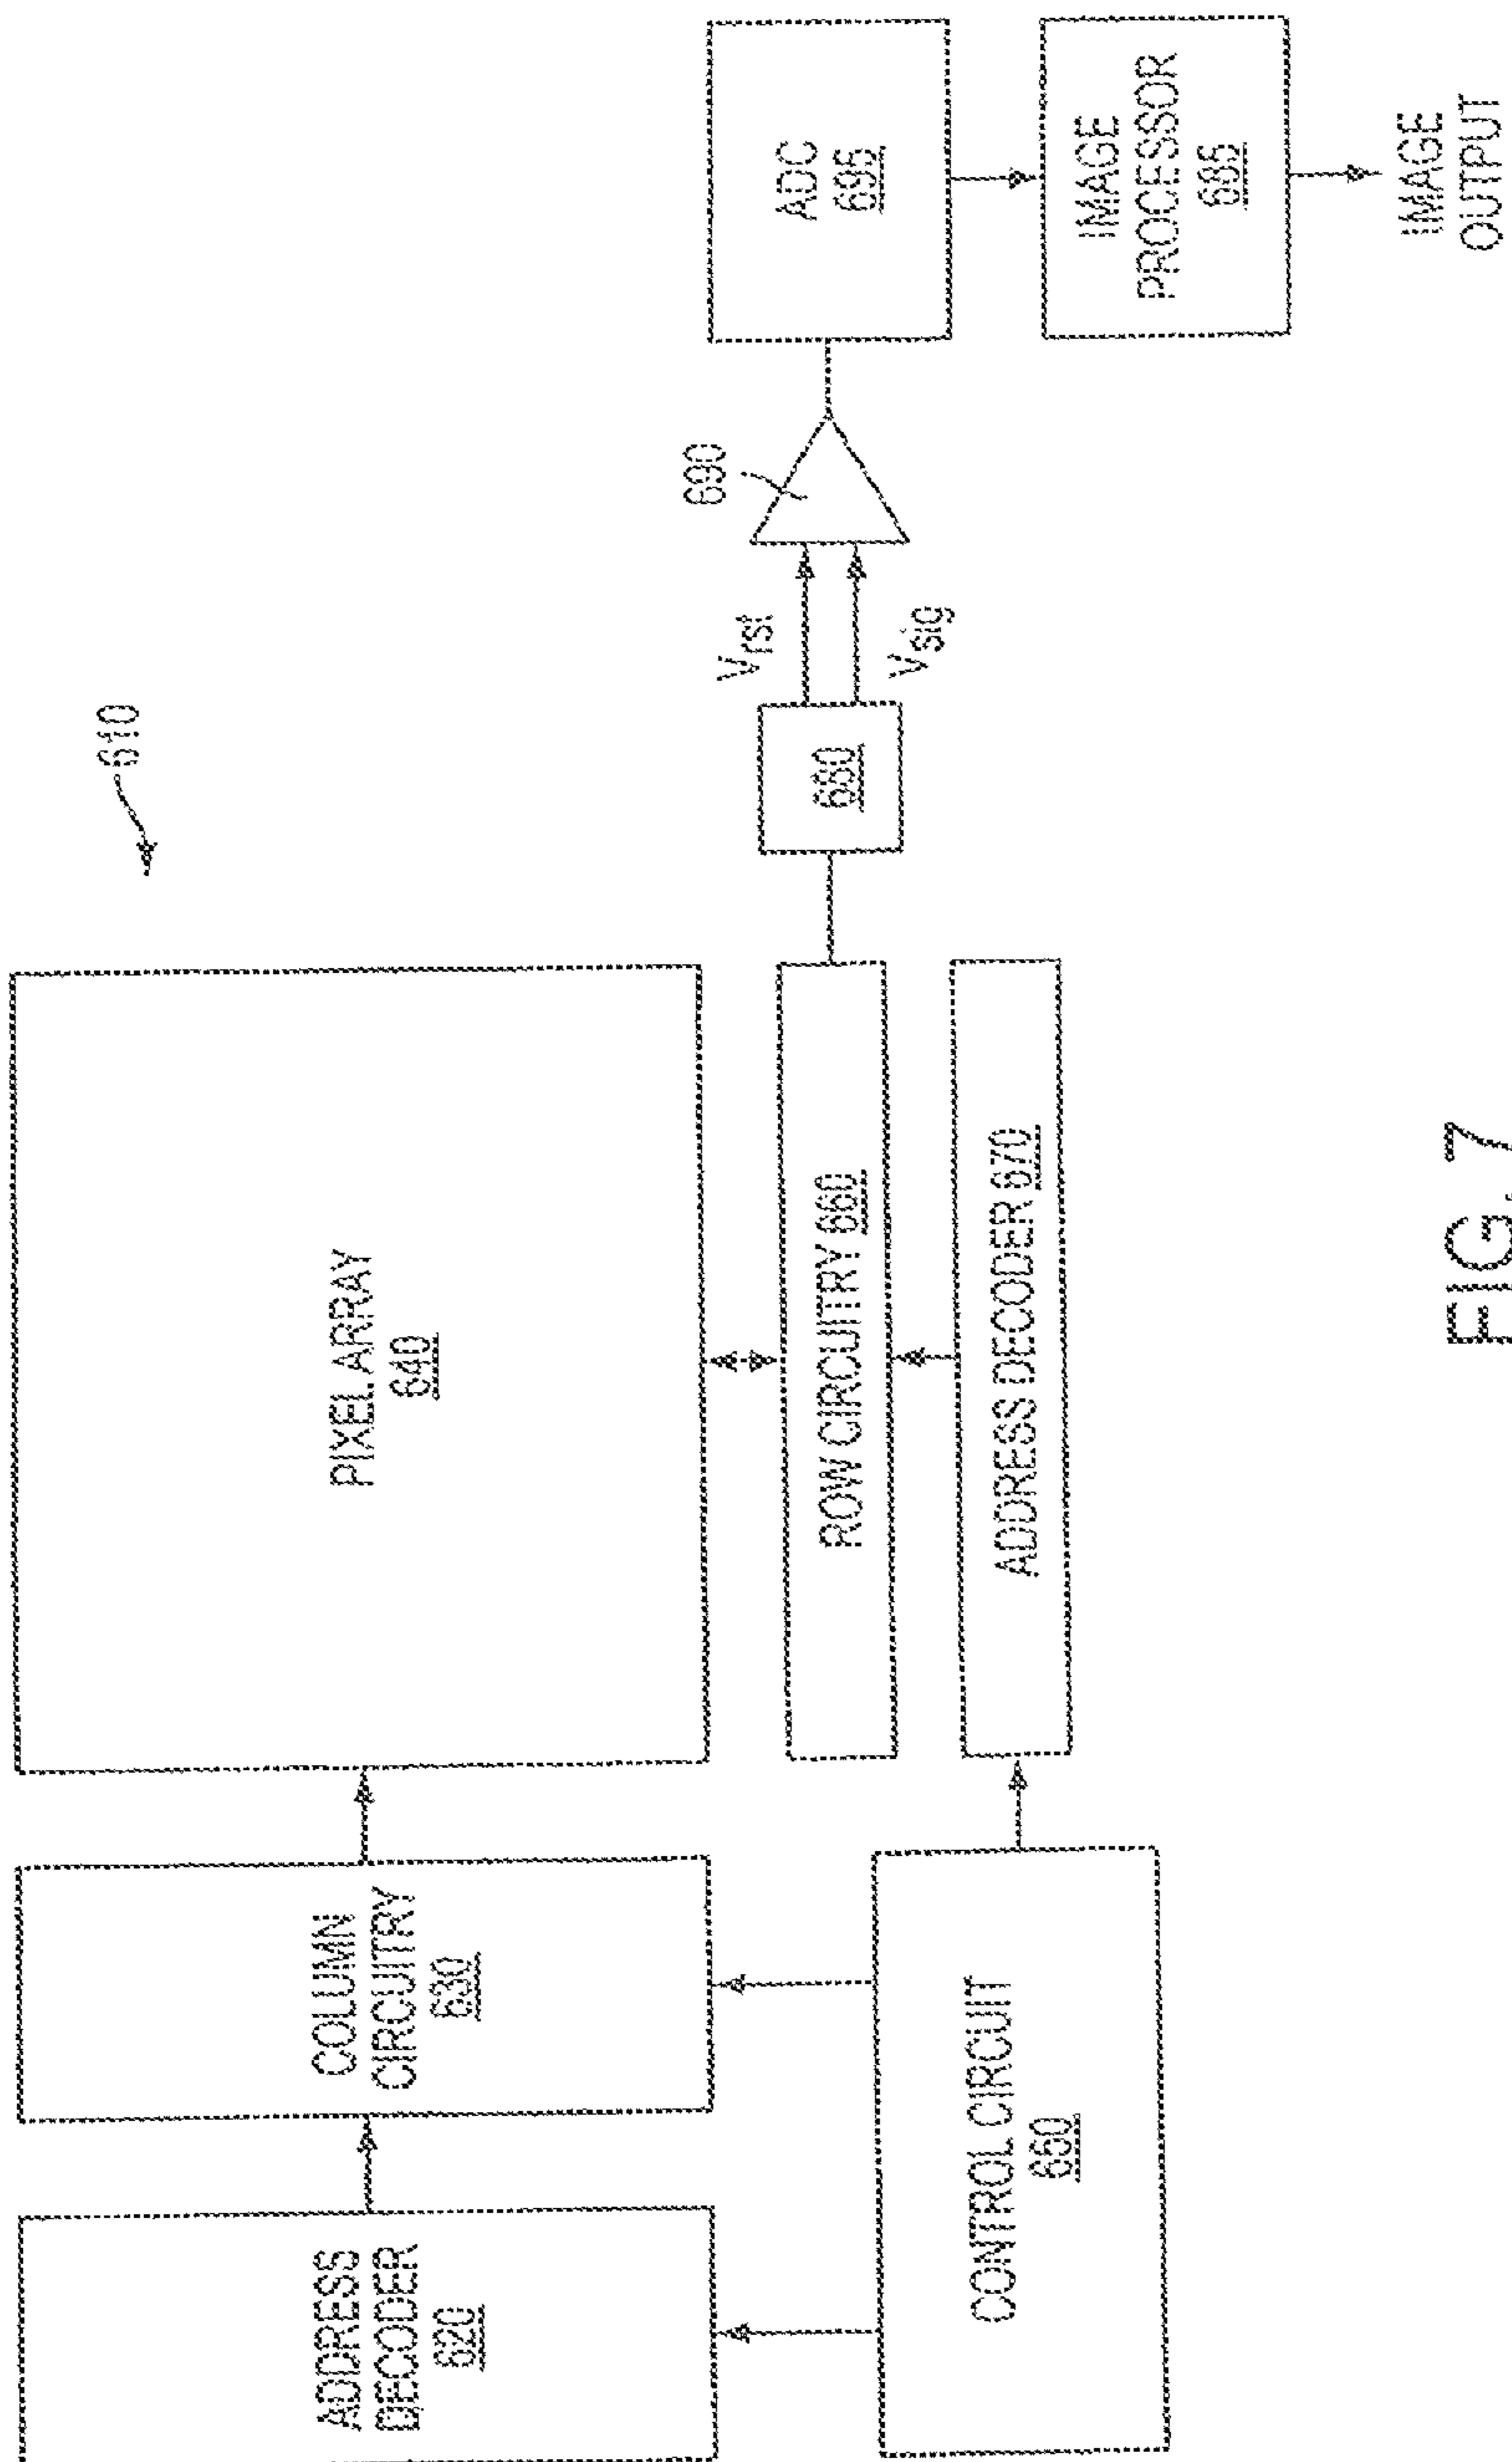 610
ADDRESS
DECODER
620
COLUMN
CIRCUITRY
630
PIXEL ARRAY
640
CONTROL CIRCUIT
650
ROW CIRCUITRY 660
ADDRESS DECODER 670
680
Vrst
Vsig
690
ADC
695
IMAGE
PROCESSOR
685
IMAGE
OUTPUT
FIG. 7